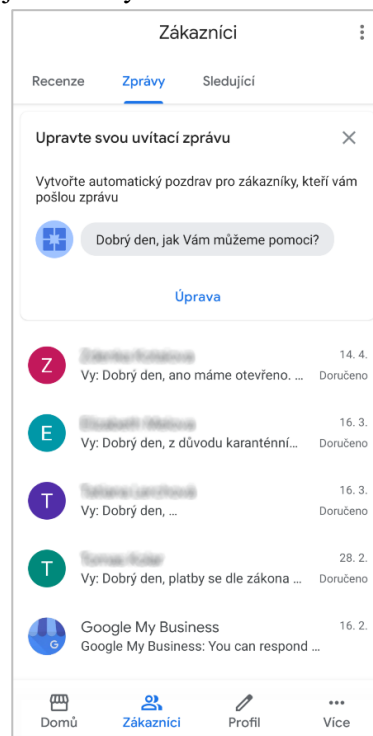 Zákazníci
Recenze Zprávy Sledující
Upravte svou uvítací zprávu
Vytvořte automatický pozdrav pro zákazníky, kteří vám
pošlou zprávu
Dobrý den, jak Vám můžeme pomoci?
Úprava
Z
14. 4.
Vy: Dobrý den, ano máme otevřeno. ... Doručeno
E
16. 3.
Vy: Dobrý den, z důvodu karanténní... Doručeno
T
16. 3.
Vy: Dobrý den, ... Doručeno
T
28. 2.
Vy: Dobrý den, platby se dle zákona ... Doručeno
Google My Business 16. 2.
G
Google My Business: You can respond ...
Domů Zákazníci Profil Více